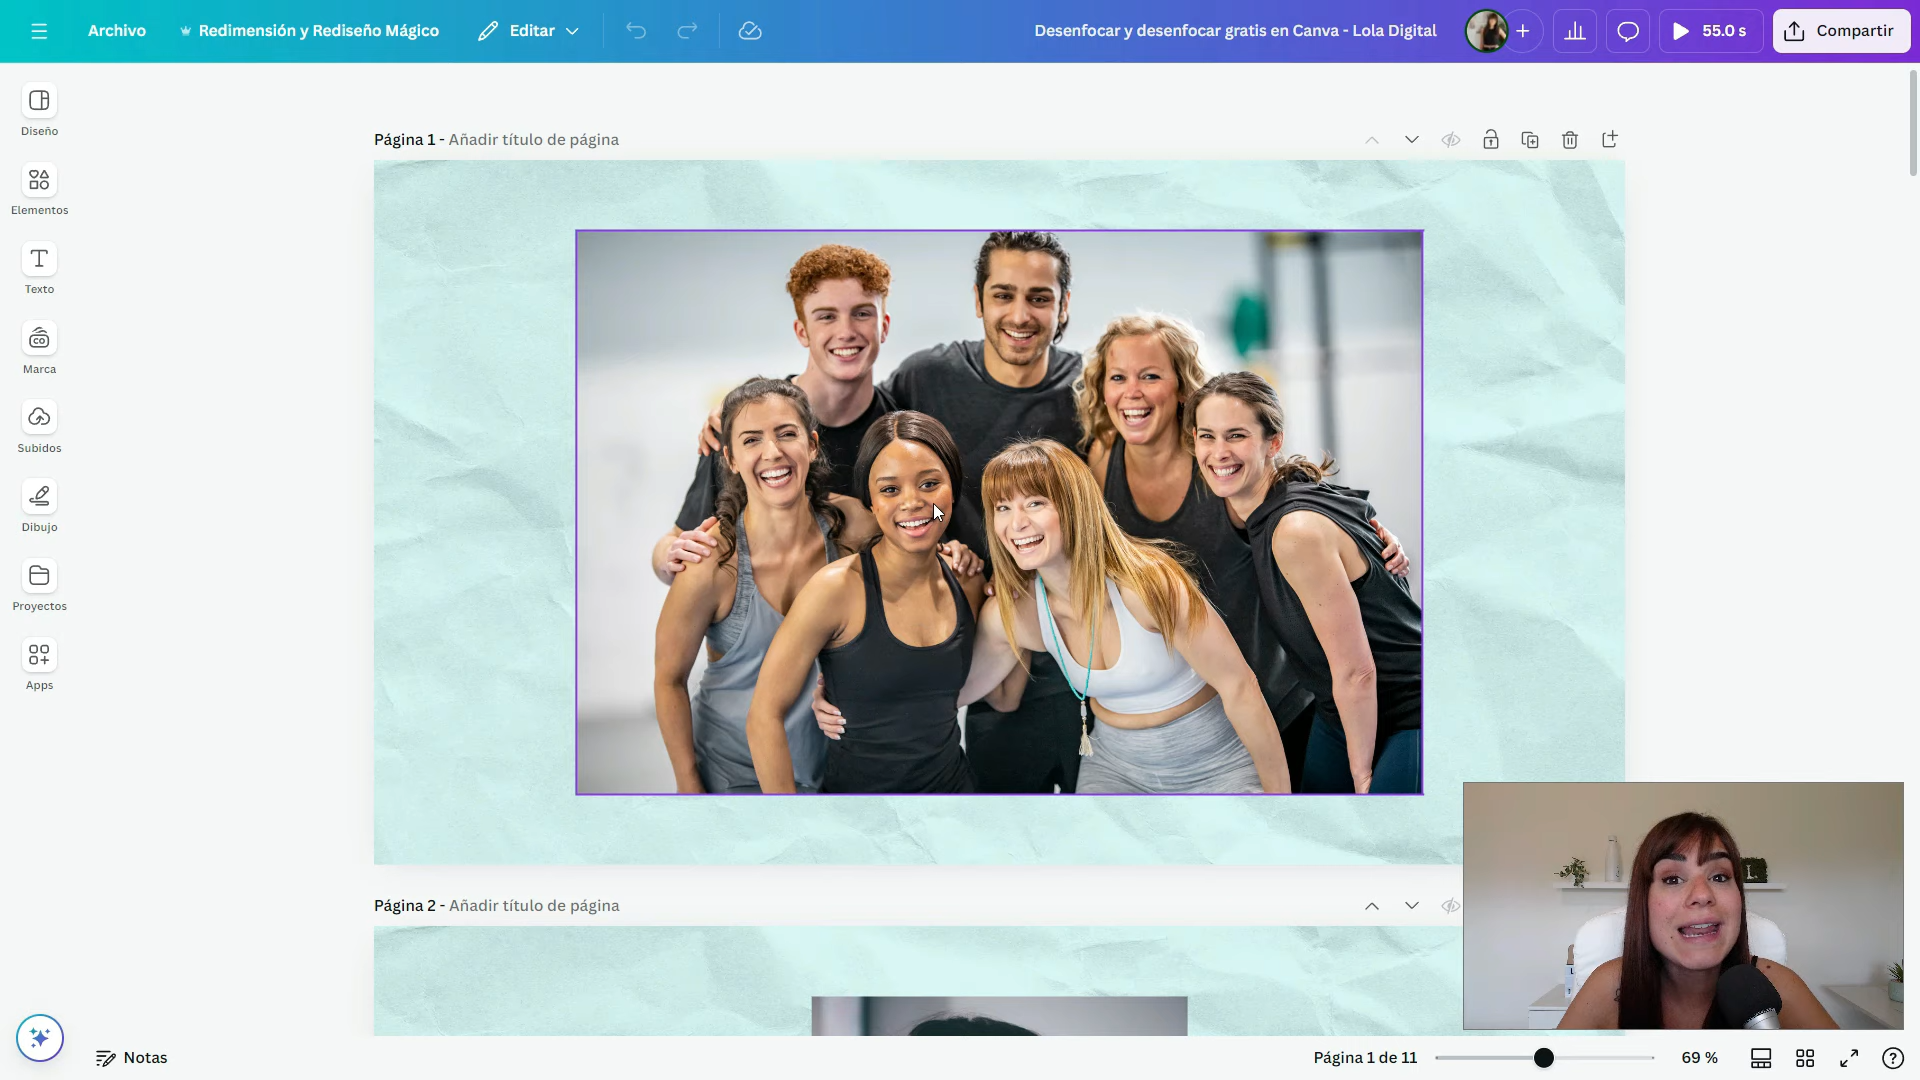 Archivo
Redimensión y Rediseño Mágico
Editar
Desenfocar y desenfocar gratis en Canva - Lola Digital
55.0 s
Compartir
Diseño
Elementos
Texto
Marca
Subidos
Dibujo
Proyectos
Apps
Página 1 - Añadir título de página
Página 2 - Añadir título de página
Notas
Página 1 de 11
69 %